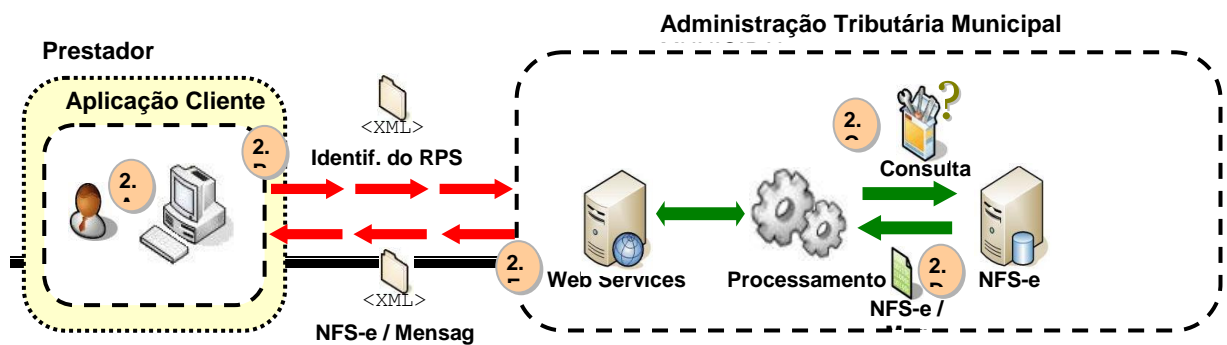 Administração Tributária Municipal
Prestador
Aplicação Cliente
2.
2.
<XML>
Identif. do RPS
2.
?
Consulta
2.
Web Services
Processamento
2.
NFS-e /
NFS-e
<XML>
NFS-e / Mensag